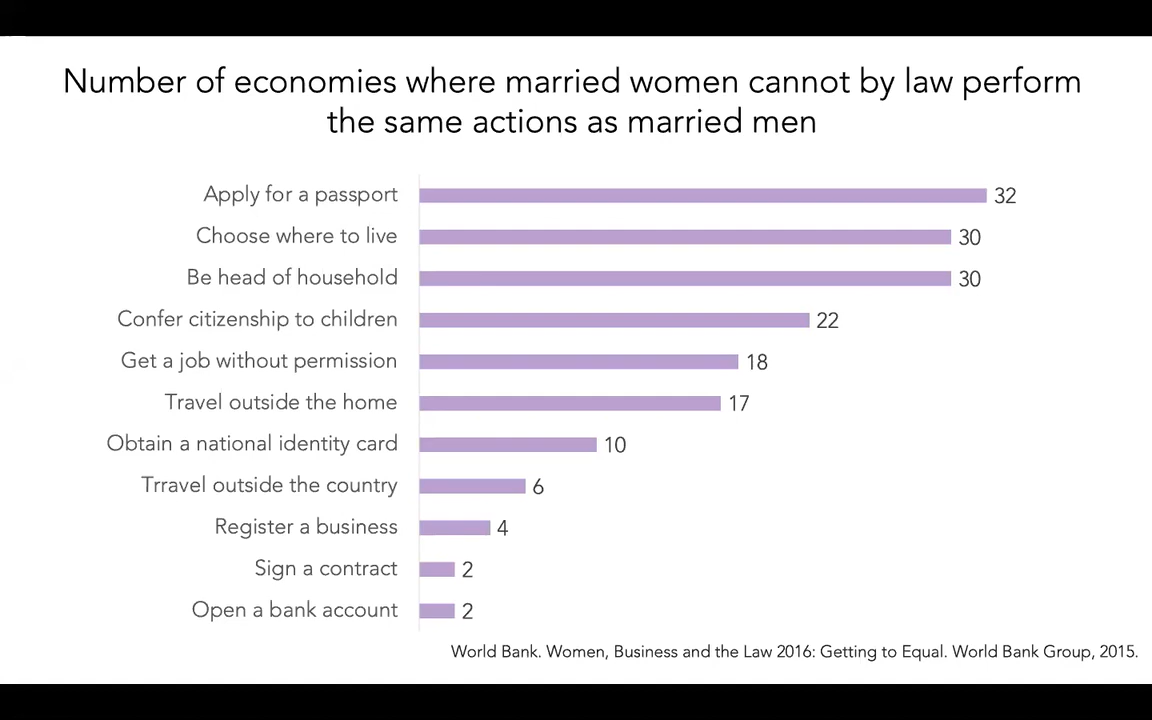 Number of economies where married women cannot by law perform
the same actions as married men
Apply for a passport 32
Choose where to live 30
Be head of household 30
Confer citizenship to children 22
Get a job without permission 18
Travel outside the home 17
Obtain a national identity card 10
Trravel outside the country 6
Register a business 4
Sign a contract 2
Open a bank account 2
World Bank. Women, Business and the Law 2016: Getting to Equal. World Bank Group, 2015.